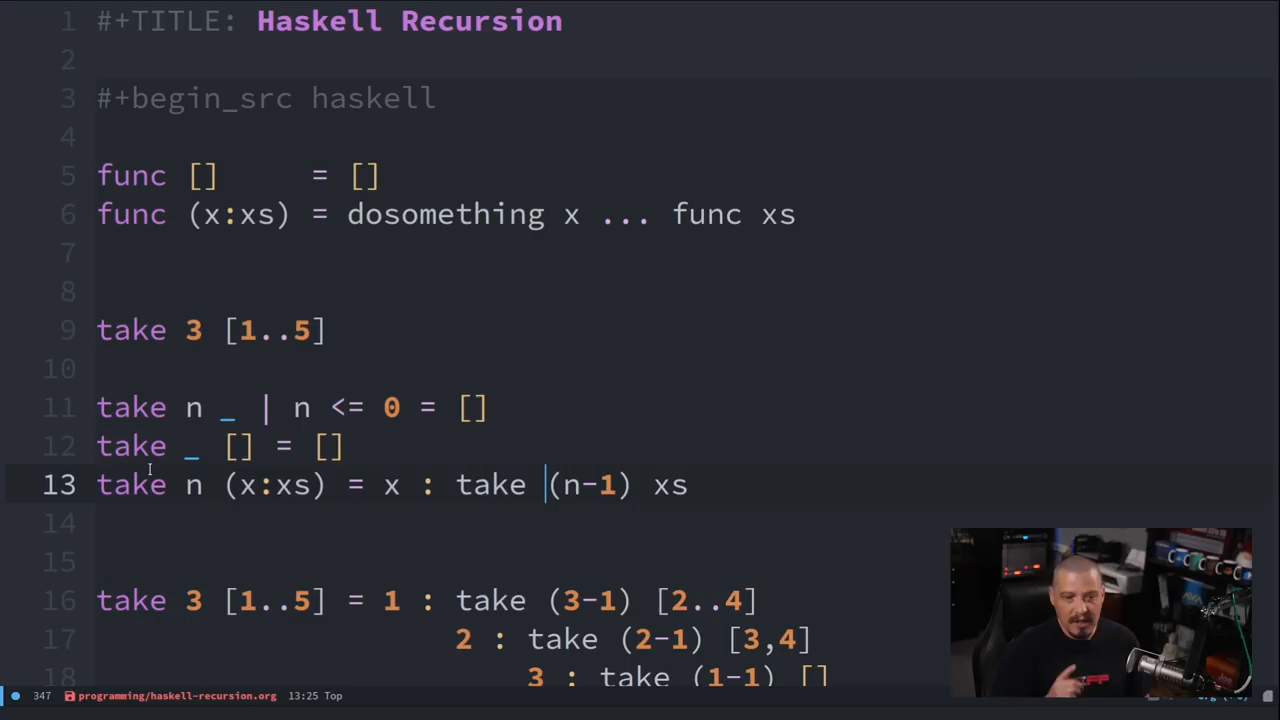 1 #+TITLE: Haskell Recursion
2
3 #+begin_src haskell
4
5 func [] = []
6 func (x:xs) = dosomething x ... func xs
7
8
9 take 3 [1..5]
10
11 take n _ | n <= 0 = []
12 take _ [] = []
13 take n (x:xs) = x : take (n-1) xs
14
15
16 take 3 [1..5] = 1 : take (3-1) [2..4]
17 2 : take (2-1) [3,4]
18 3 : take (1-1) []
347 programming/haskell-recursion.org 13:25 Top